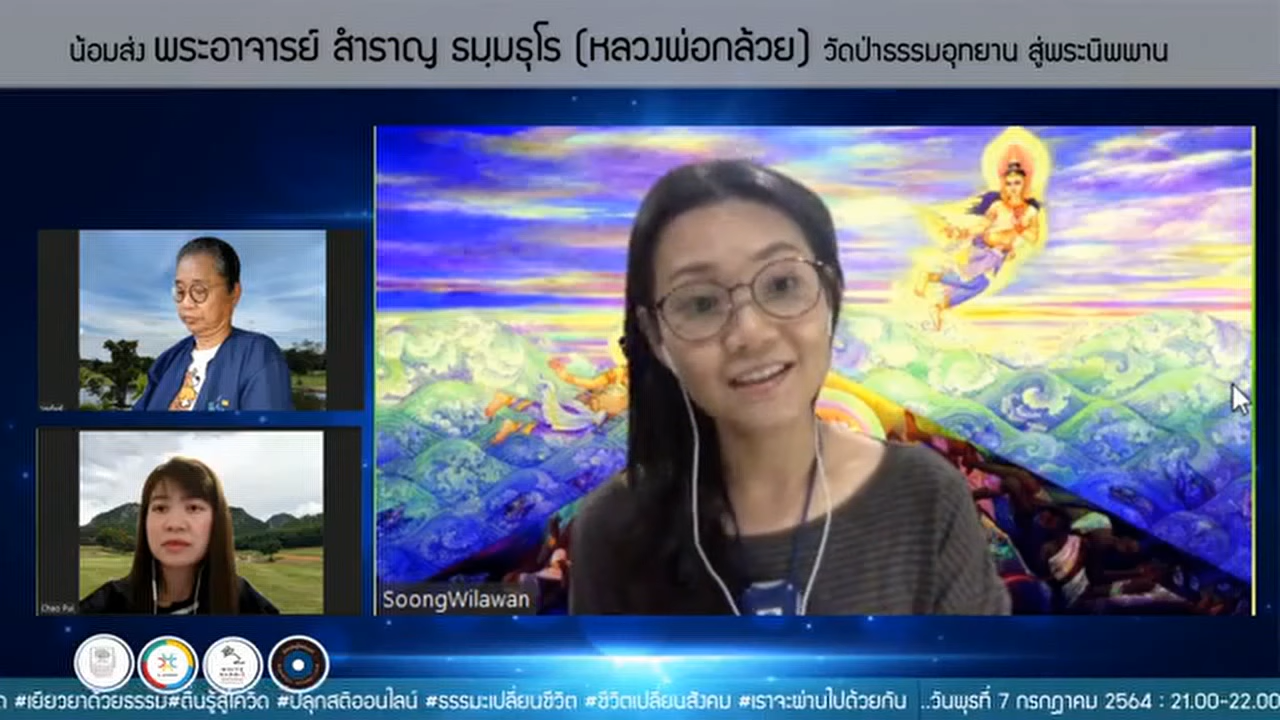 น้อมส่ง พระอาจารย์ สำราญ ธมฺมธุโร (หลวงพ่อกล้วย) วัดป่าธรรมอุทยาน สู่พระนิพพาน
SoongWilawan
#เยียวยาด้วยธรรม#ตื่นรู้สู้โควิด #ปลุกสติออนไลน์ #ธรรมะเปลี่ยนชีวิต #ชีวิตเปลี่ยนสังคม #เราจะผ่านไปด้วยกัน ..วันพุธที่ 7 กรกฎาคม 2564 : 21.00-22.00